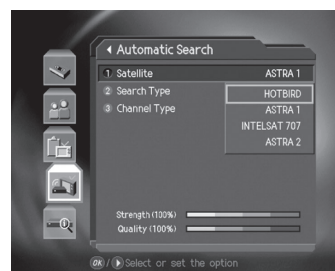 Automatic Search
1 Satellite ASTRA 1
2 Search Type HOTBIRD
3 Channel Type ASTRA 1
INTELSAT 707
ASTRA 2
Strength (100%)
Quality (100%)
OK / Select or set the option